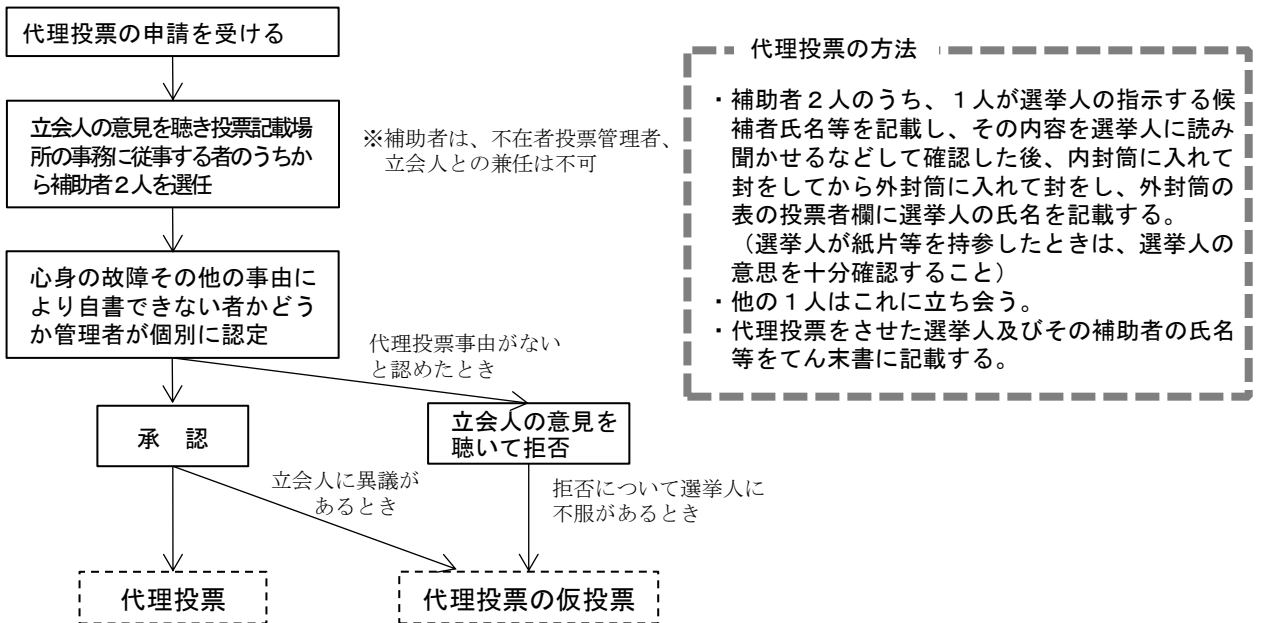 代理投票の申請を受ける
立会人の意見を聴き投票記載場
所の事務に従事する者のうちか
ら補助者2人を選任
※補助者は、不在者投票管理者、
立会人との兼任は不可
心身の故障その他の事由に
より自書できない者かどう
か管理者が個別に認定
代理投票事由がない
と認めたとき
承　認
立会人の意見を
聴いて拒否
立会人に異議が
あるとき
拒否について選挙人に
不服があるとき
代理投票
代理投票の仮投票
代理投票の方法
・補助者2人のうち、1人が選挙人の指示する候
補者氏名等を記載し、その内容を選挙人に読み
聞かせるなどして確認した後、内封筒に入れて
封をしてから外封筒に入れて封をし、外封筒の
表の投票者欄に選挙人の氏名を記載する。
（選挙人が紙片等を持参したときは、選挙人の
意思を十分確認すること）
・他の1人はこれに立ち会う。
・代理投票をさせた選挙人及びその補助者の氏名
等をてん末書に記載する。